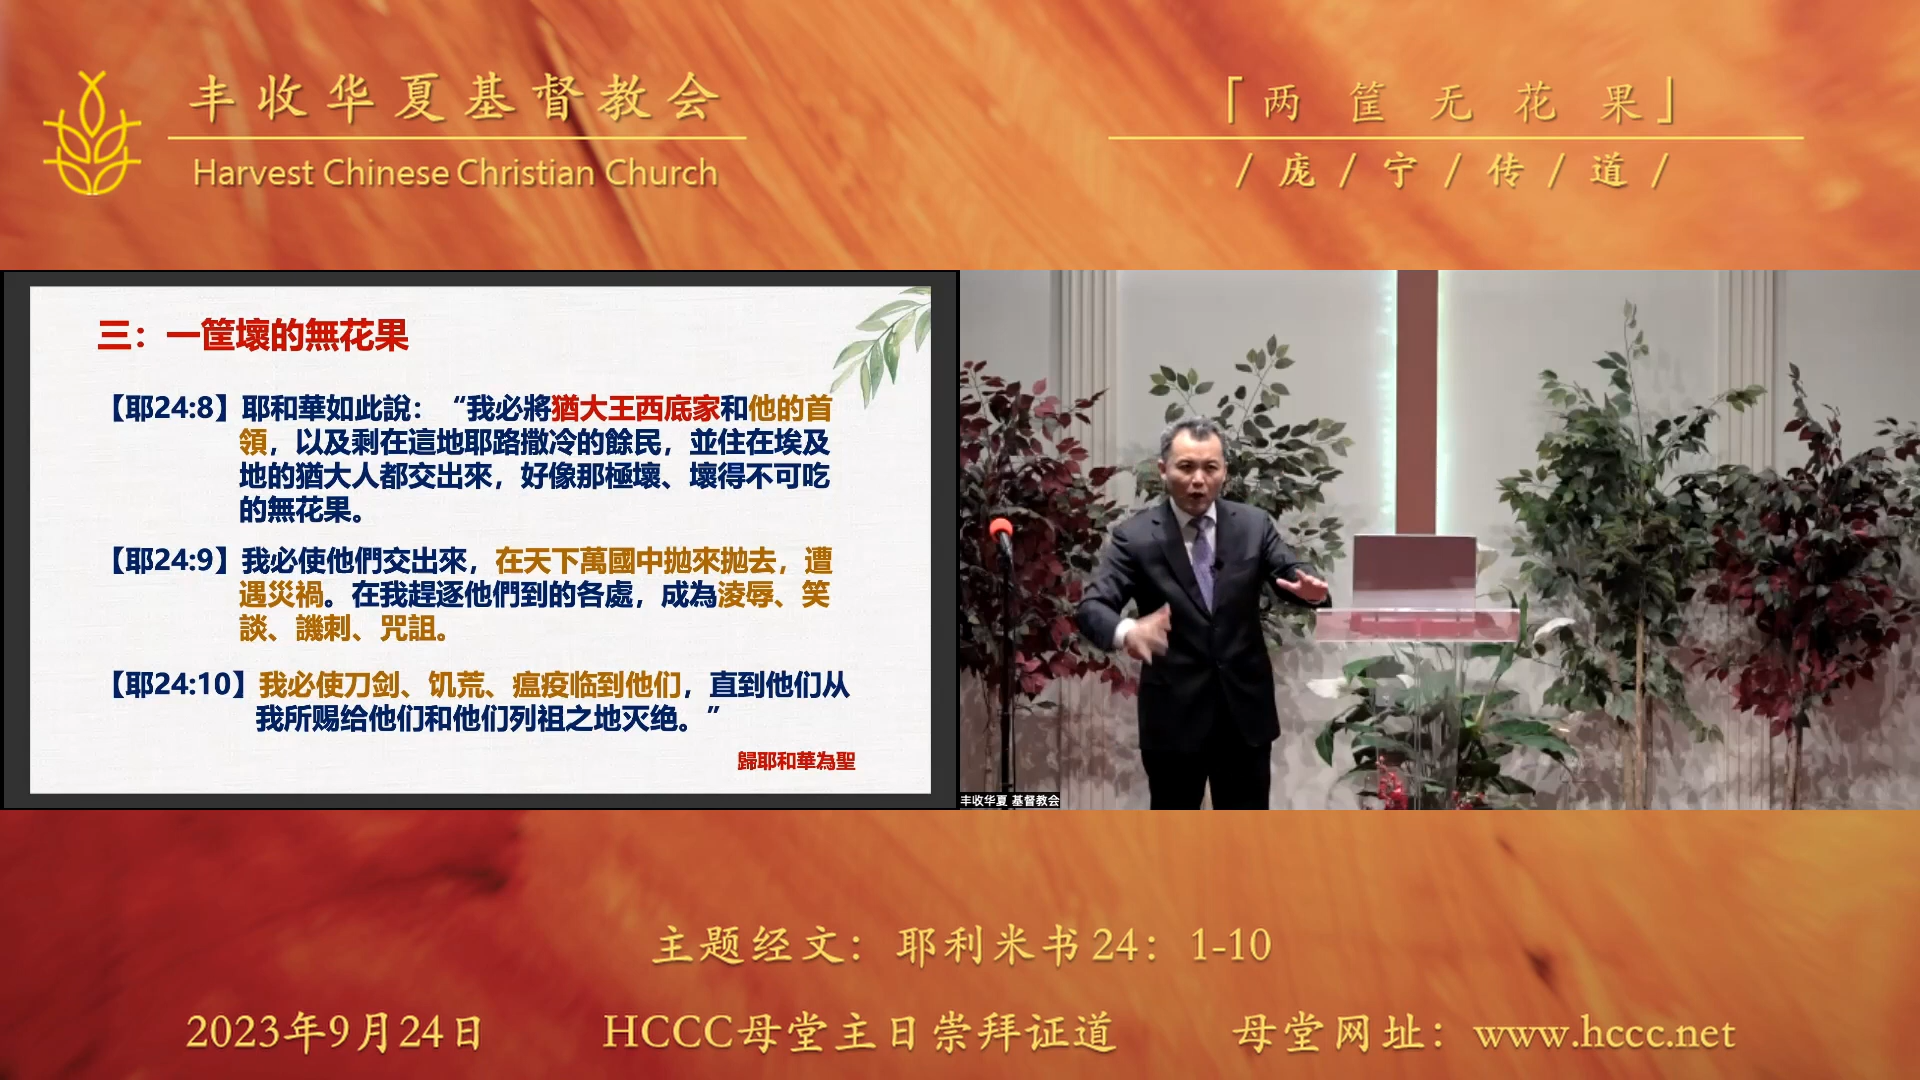 丰收华夏基督教会
Harvest Chinese Christian Church
「两筐无花果」
/ 庞 / 宁 / 传 / 道 /
三：一筐壞的無花果
【耶24:8】耶和華如此說：“我必將猶大王西底家和他的首
領，以及剩在這地耶路撒冷的餘民，並住在埃及
地的猶大人都交出來，好像那極壞、壞得不可吃
的無花果。
【耶24:9】我必使他們交出來，在天下萬國中抛來抛去，遭
遇災禍。在我趕逐他們到的各處，成為淩辱、笑
談、譏刺、咒詛。
【耶24:10】我必使刀剑、饥荒、瘟疫临到他们，直到他们从
我所赐给他们和他们列祖之地灭绝。”
歸耶和華為聖
丰收华夏 基督教会
主题经文：耶利米书 24：1-10
2023年9月24日 HCCC母堂主日崇拜证道 母堂网址：www.hccc.net